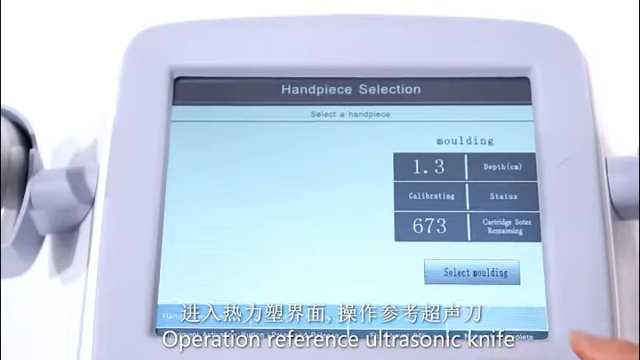 Handpiece Selection
Select a handpiece
moulding
1.3 Depth(cm)
Calibrating Status
673 Cartridge Sotes Remaining
Select moulding
进入热力塑界面,操作参考超声刀
Operation reference ultrasonic knife